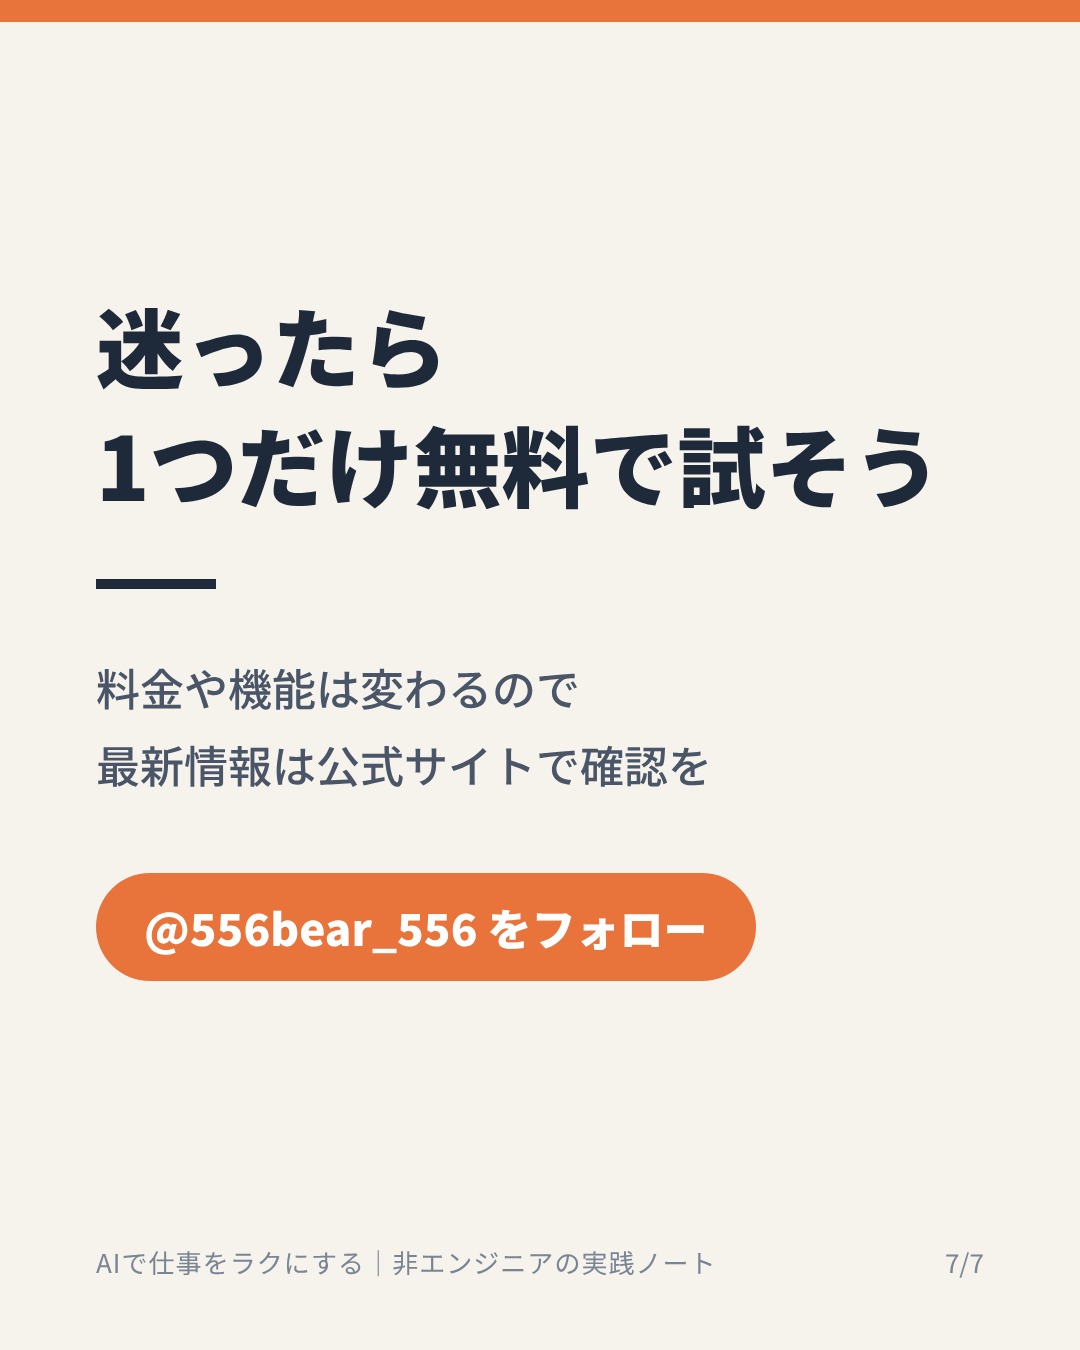 迷ったら
1つだけ無料で試そう
料金や機能は変わるので
最新情報は公式サイトで確認を
@556bear_556 をフォロー
AIで仕事をラクにする｜非エンジニアの実践ノート
7/7